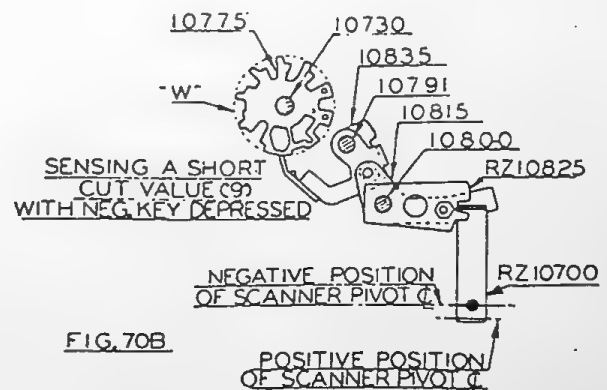 10775
10730
10835
10791
"W"
10815
10800
RZ10825
SENSING A SHORT
CUT VALUE (9)
WITH NEG. KEY DEPRESSED
NEGATIVE POSITION
OF SCANNER PIVOT ℄
RZ10700
FIG. 70B
POSITIVE POSITION
OF SCANNER PIVOT ℄